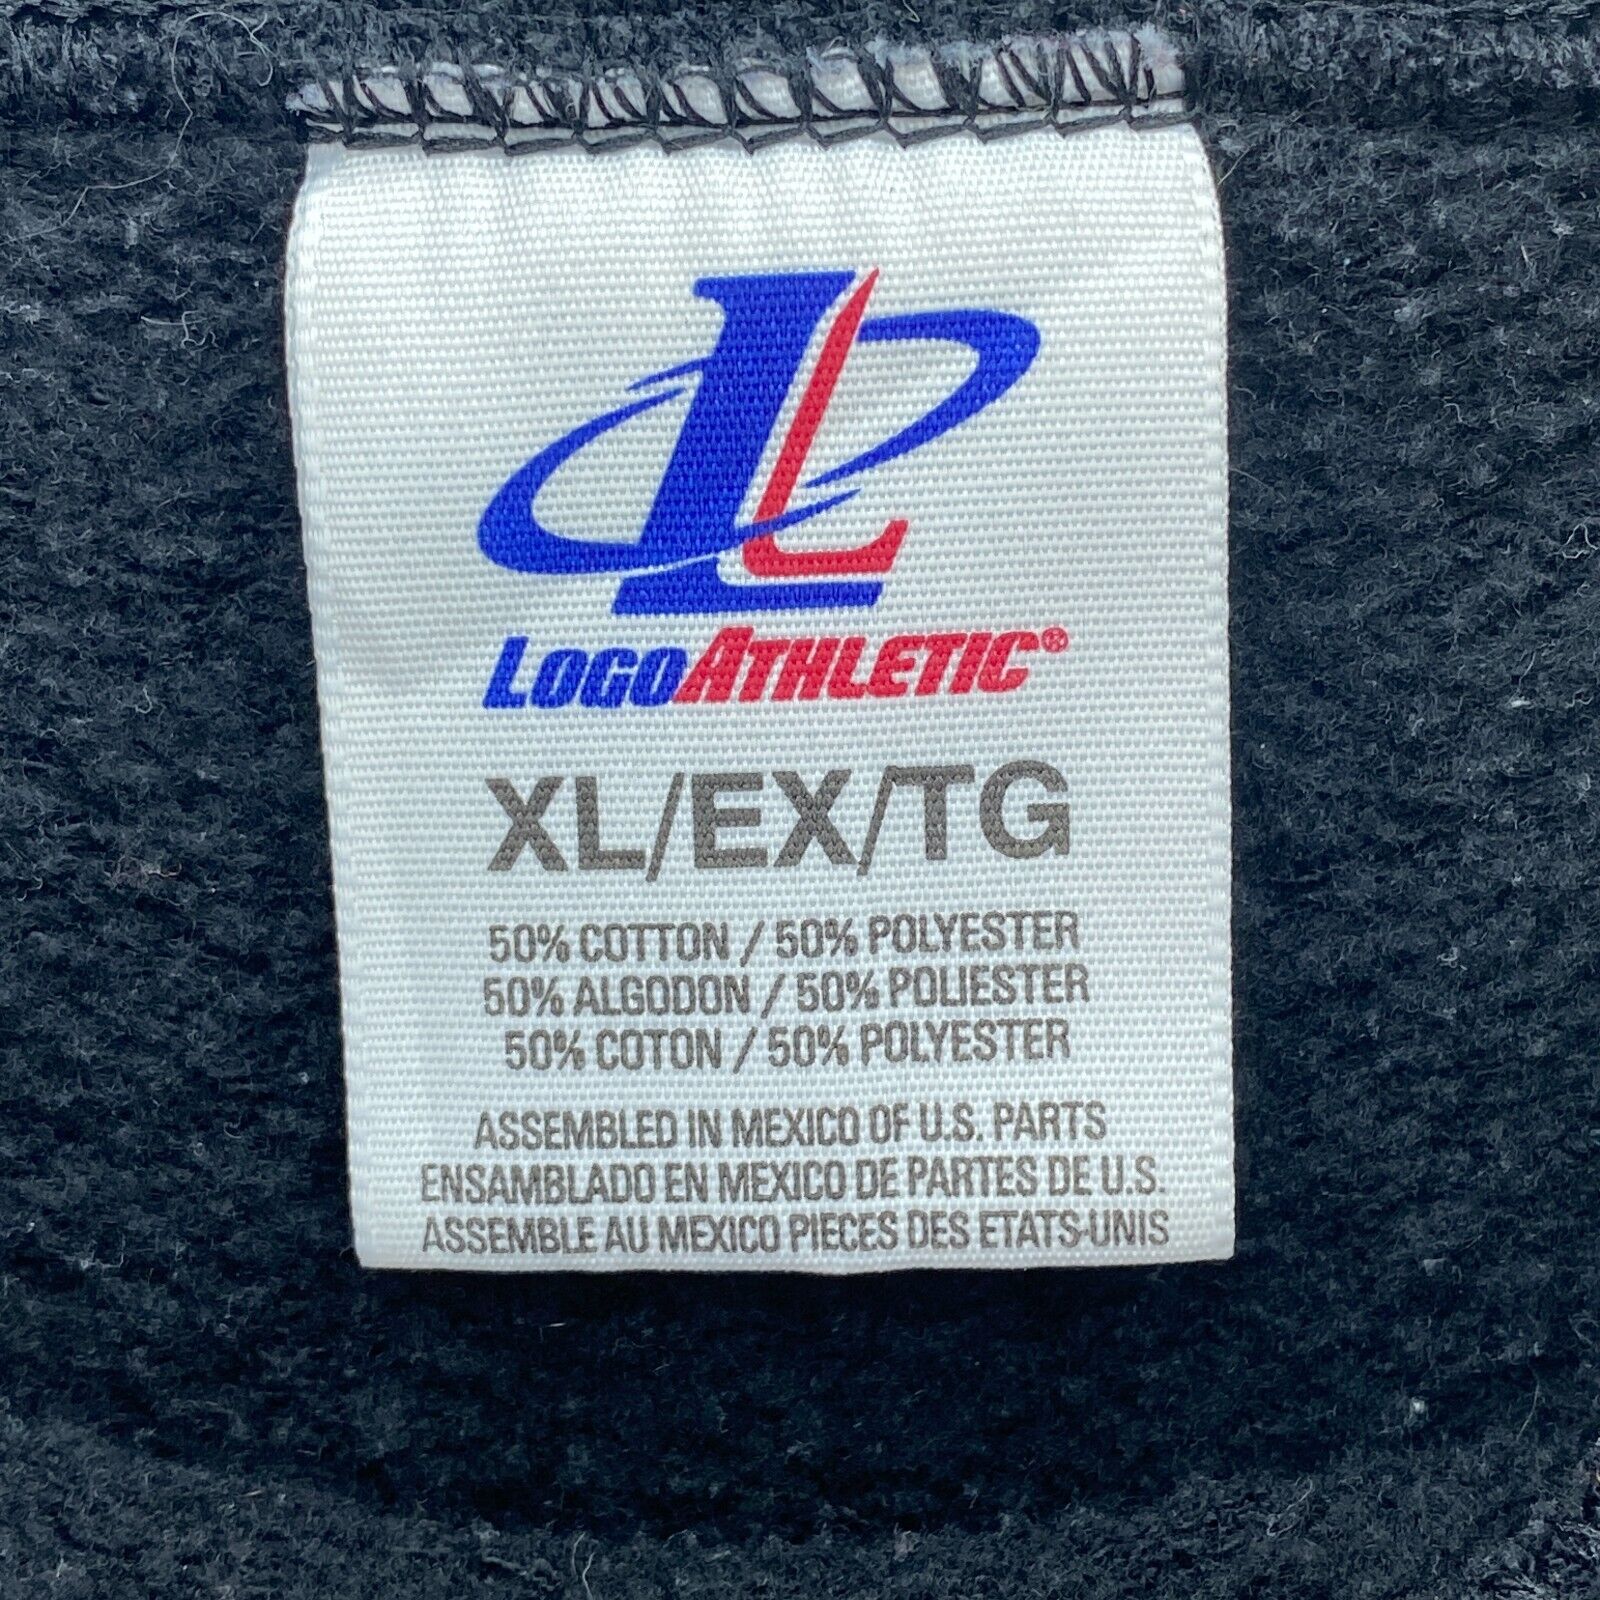 LOGOATHLETIC®
XL/EX/TG
50% COTTON / 50% POLYESTER
50% ALGODON / 50% POLIESTER
50% COTON / 50% POLYESTER
ASSEMBLED IN MEXICO OF U.S. PARTS
ENSAMBLADO EN MEXICO DE PARTES DE U.S.
ASSEMBLE AU MEXICO PIECES DES ETATS-UNIS